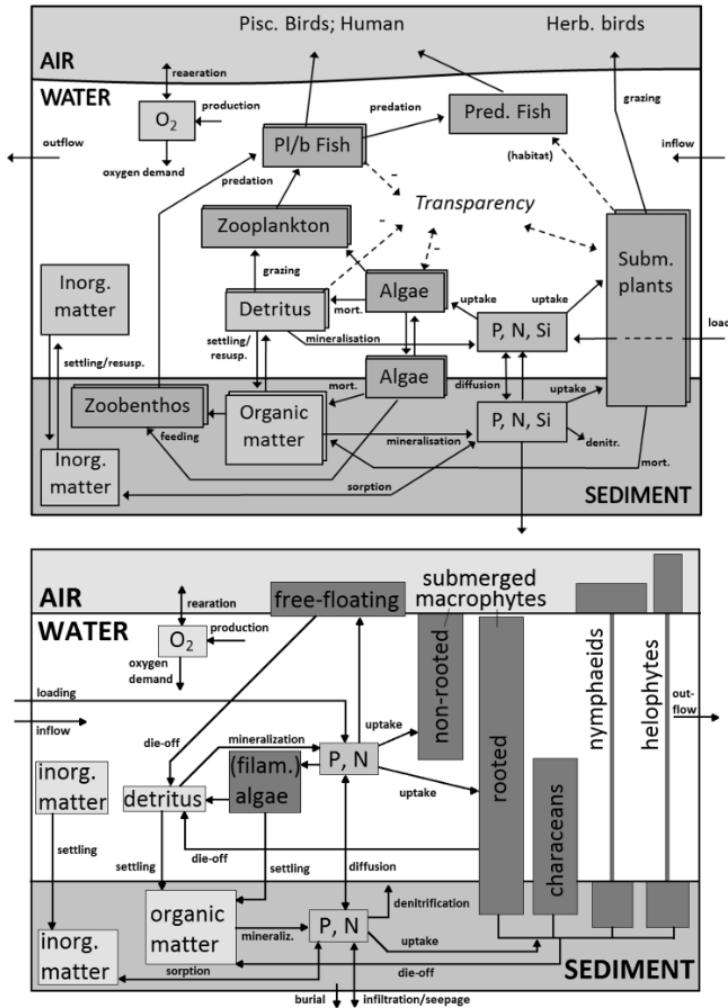 Pisc. Birds; Human
Herb. birds
AIR
reaeration
WATER
grazing
production
O₂
predation
Pred. Fish
outflow
Pl/b Fish
inflow
oxygen demand
predation
(habitat)
-
Transparency
Zooplankton
-
-
Inorg.
matter
grazing
Algae
Subm.
plants
Detritus
mort.
uptake
uptake
load
settling/
resusp.
mineralisation
P, N, Si
settling/resusp.
Algae
diffusion
mort.
uptake
Zoobenthos
Organic
matter
P, N, Si
feeding
mineralisation
denitr.
Inorg.
matter
mort.
sorption
SEDIMENT
submerged
macrophytes
AIR
free-floating
rearation
WATER
production
O₂
oxygen
demand
non-rooted
nymphaeids
helophytes
out-
flow
loading
uptake
inflow
die-off
mineralization
(filam.)
algae
P, N
rooted
inorg.
matter
detritus
uptake
characeans
settling
settling
die-off
settling
diffusion
denitrification
organic
matter
P, N
mineraliz.
uptake
inorg.
matter
sorption
die-off
SEDIMENT
burial
infiltration/seepage